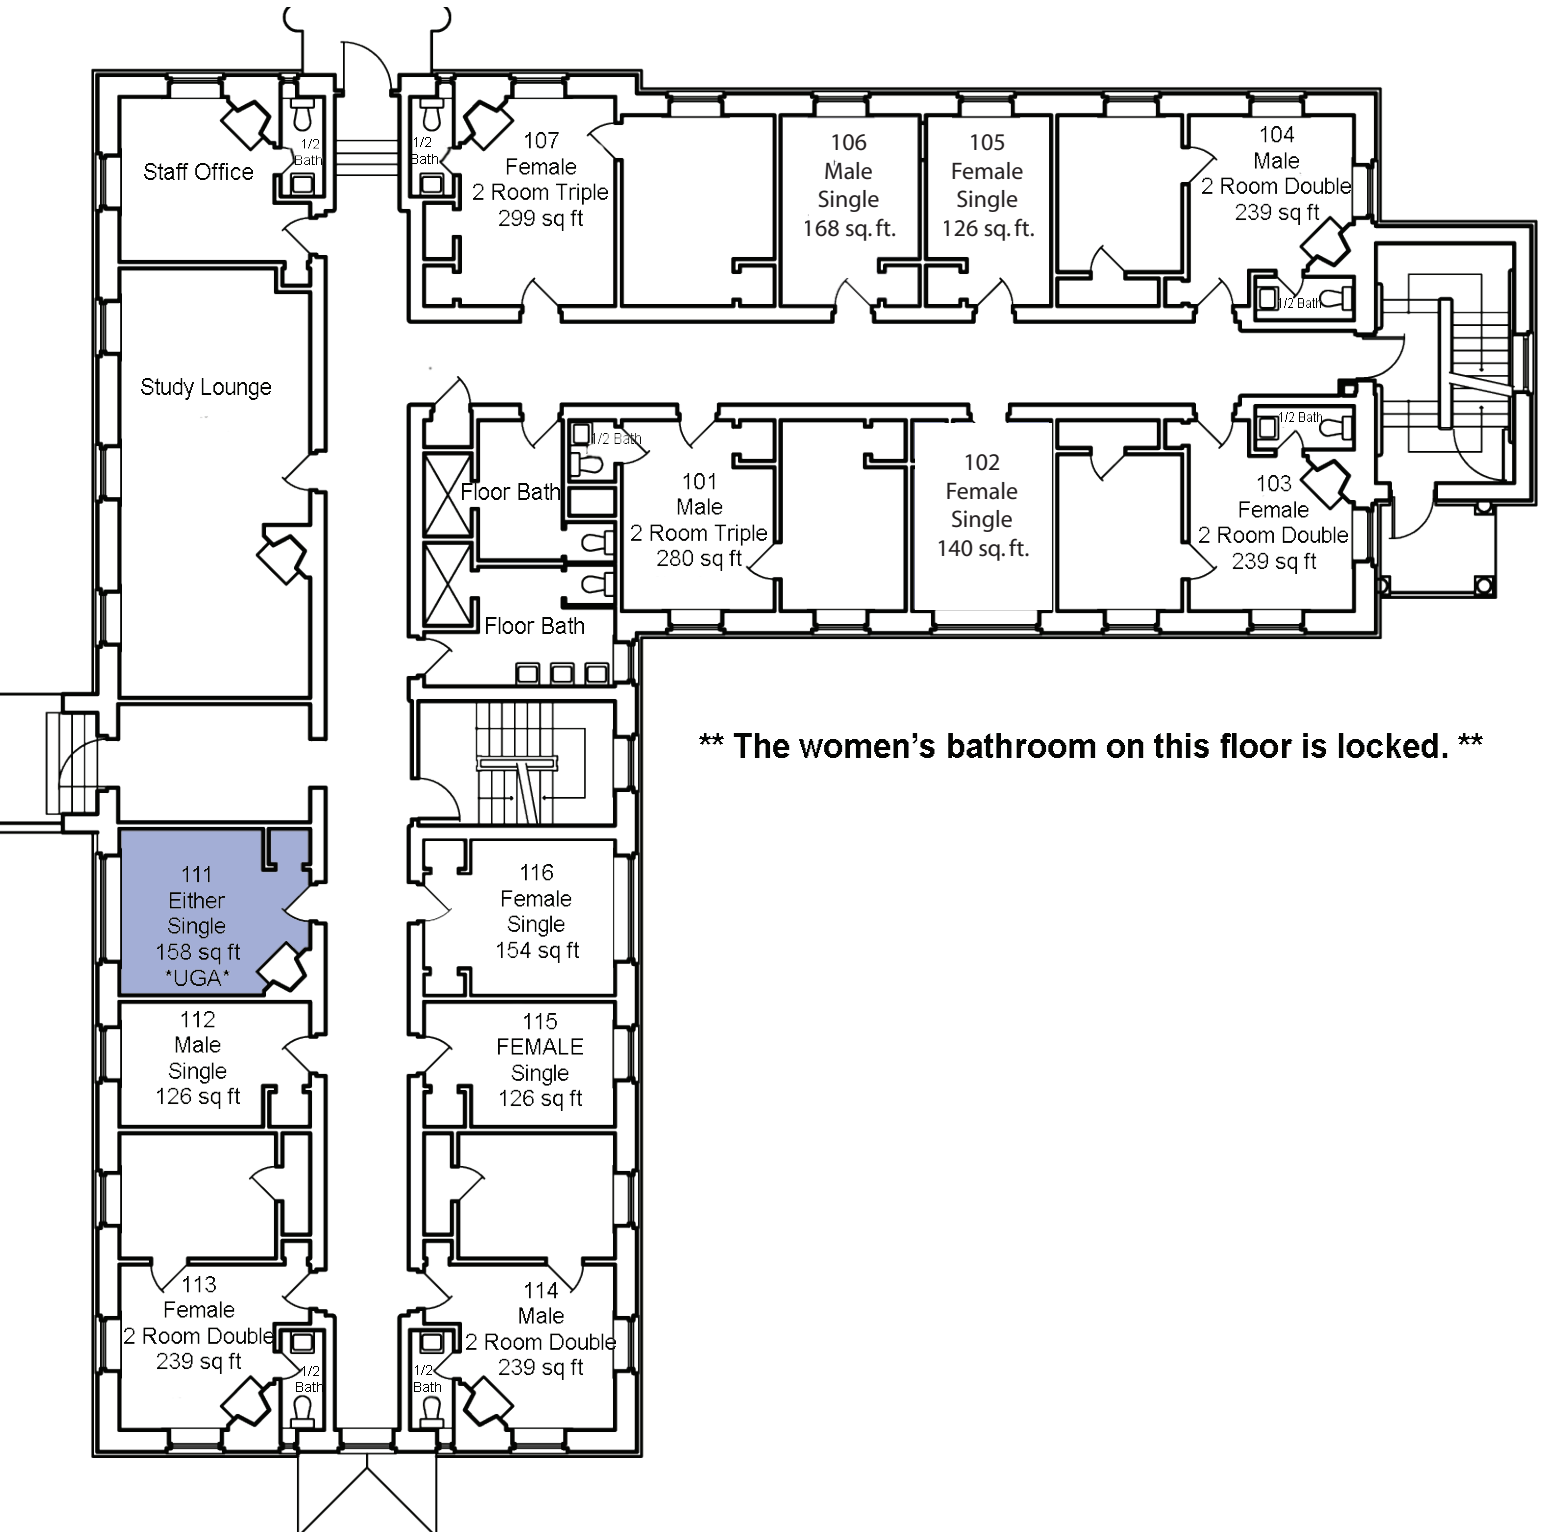 Staff Office
1/2
Bath
1/2
Bath
107
Female
2 Room Triple
299 sq ft
106
Male
Single
168 sq. ft.
105
Female
Single
126 sq. ft.
104
Male
2 Room Double
239 sq ft
1/2 Bath
Study Lounge
Floor Bath
1/2 Bath
101
Male
2 Room Triple
280 sq ft
102
Female
Single
140 sq. ft.
1/2 Bath
103
Female
2 Room Double
239 sq ft
Floor Bath
** The women's bathroom on this floor is locked. **
111
Either
Single
158 sq ft
*UGA*
116
Female
Single
154 sq ft
112
Male
Single
126 sq ft
115
FEMALE
Single
126 sq ft
113
Female
2 Room Double
239 sq ft
1/2
Bath
1/2
Bath
114
Male
2 Room Double
239 sq ft